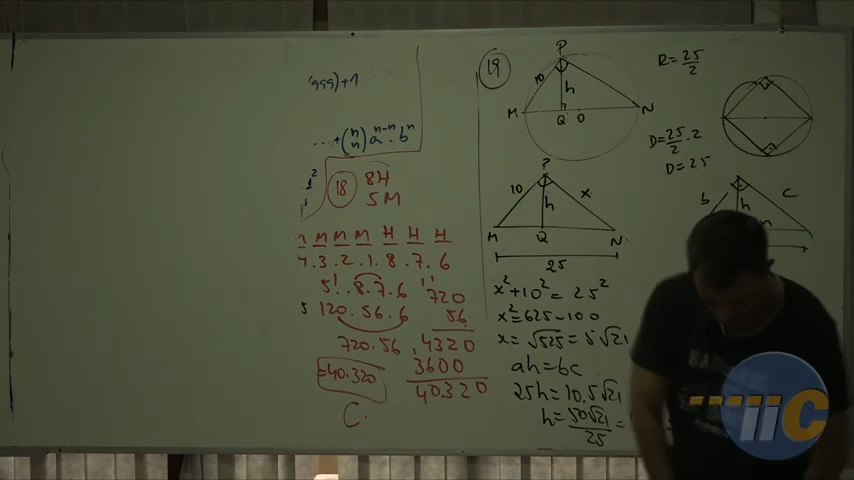 999)+1
....+(n n) a^n-n . b^n
18 8H
5M
M M M M H H H
4.3.2.1.8.7.6
5!.8.7.6
120.56.6
720.56
=40.320
C.
720
56
4320
3600
40320
19
P
10
h
M
Q
O
N
R=25/2
D=25/2 . 2
D=25
P
10
x
h
M
Q
N
25
b
c
x²+10²=25²
x²=625-100
x=√525=5√21
ah=bc
25h=10.5√21
h=50√21/25=
IIC